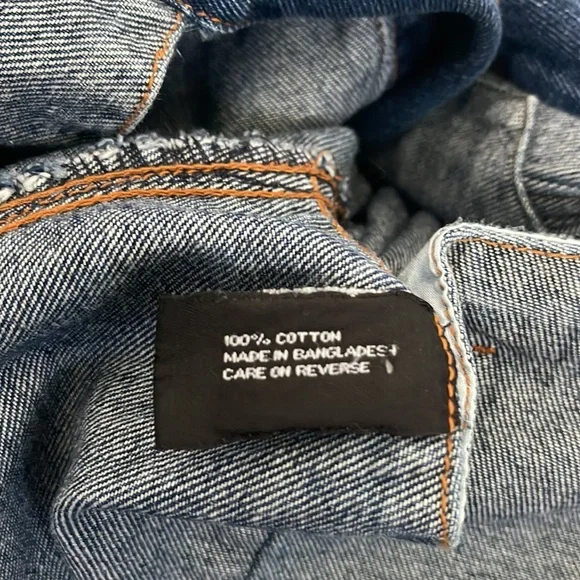 100% COTTON
MADE IN BANGLADESH
CARE ON REVERSE